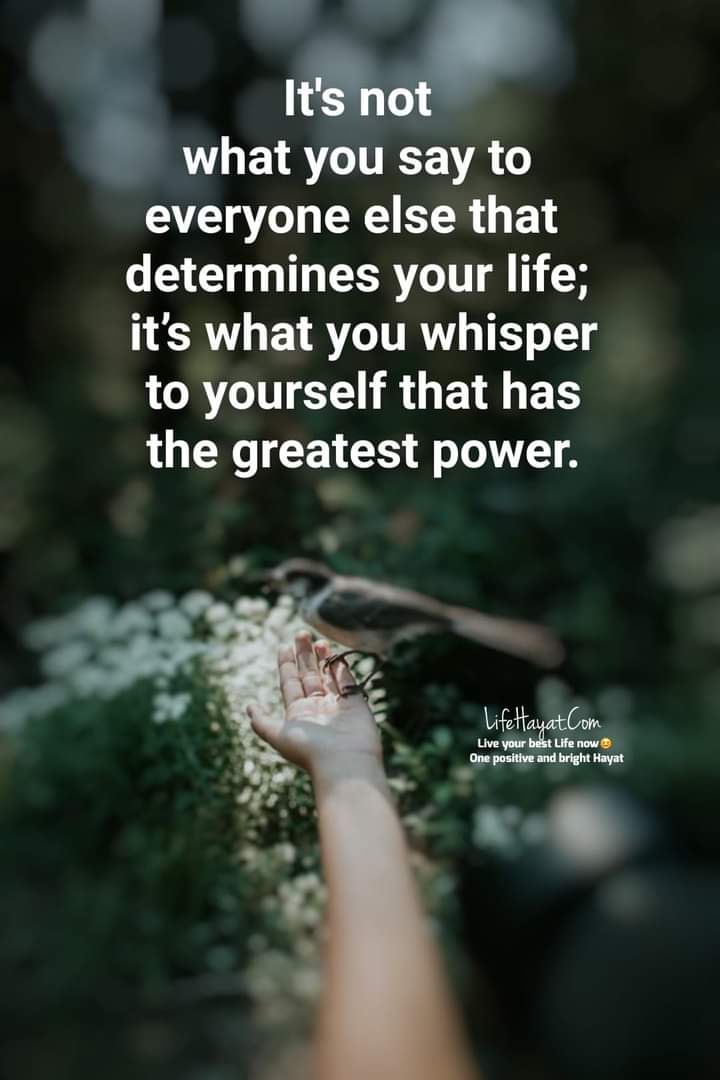 It's not
what you say to
everyone else that
determines your life;
it’s what you whisper
to yourself that has
the greatest power.
LifeHayat.Com
Live your best Life now😉
One positive and bright Hayat